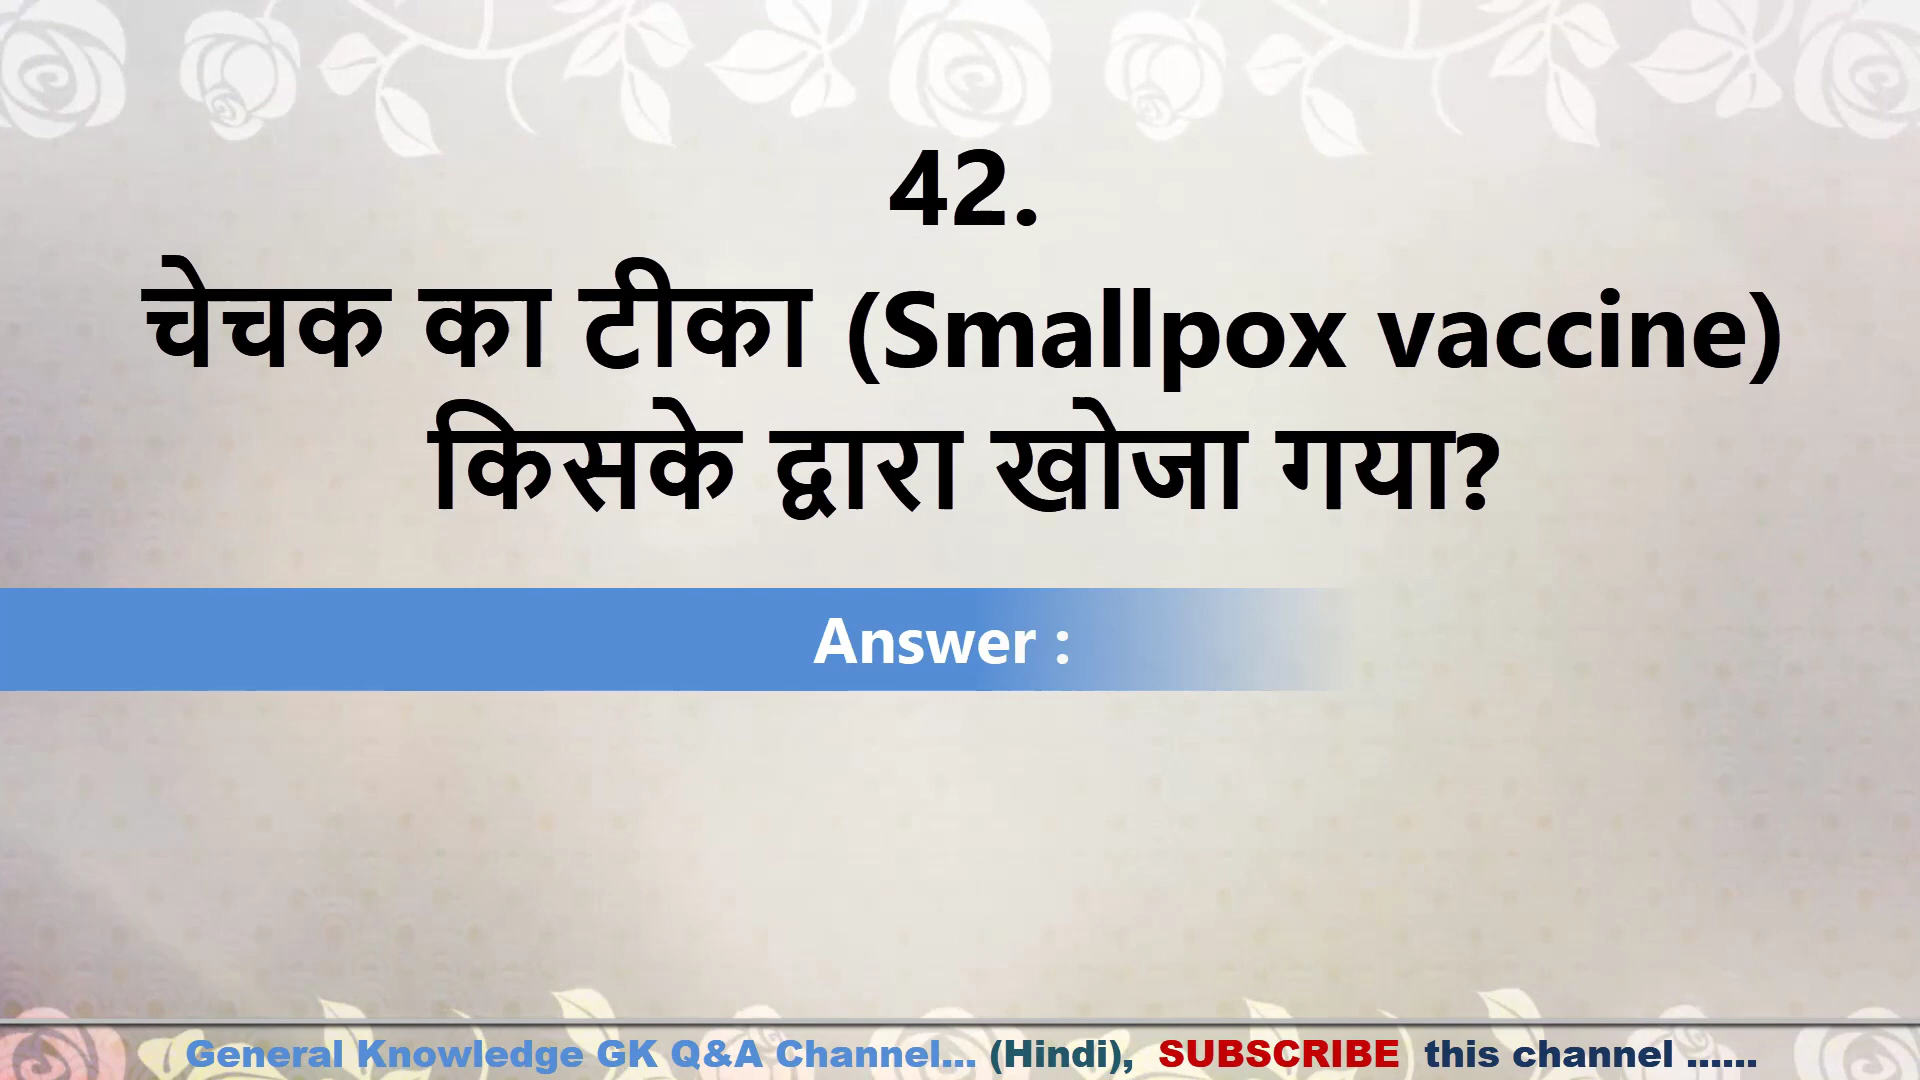 42.
चेचक का टीका (Smallpox vaccine)
किसके द्वारा खोजा गया?
Answer :
General Knowledge GK Q&A Channel... (Hindi), SUBSCRIBE this channel ......